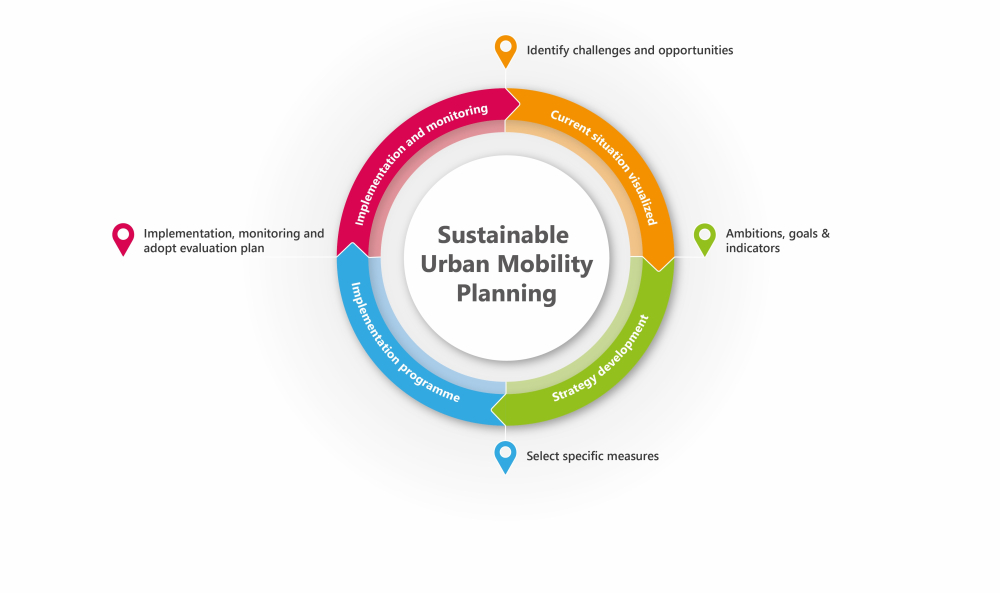 Identify challenges and opportunities
Implementation and monitoring
Current situation visualized
Implementation, monitoring and
adopt evaluation plan
Ambitions, goals &
indicators
Sustainable
Urban Mobility
Planning
Implementation programme
Strategy development
Select specific measures